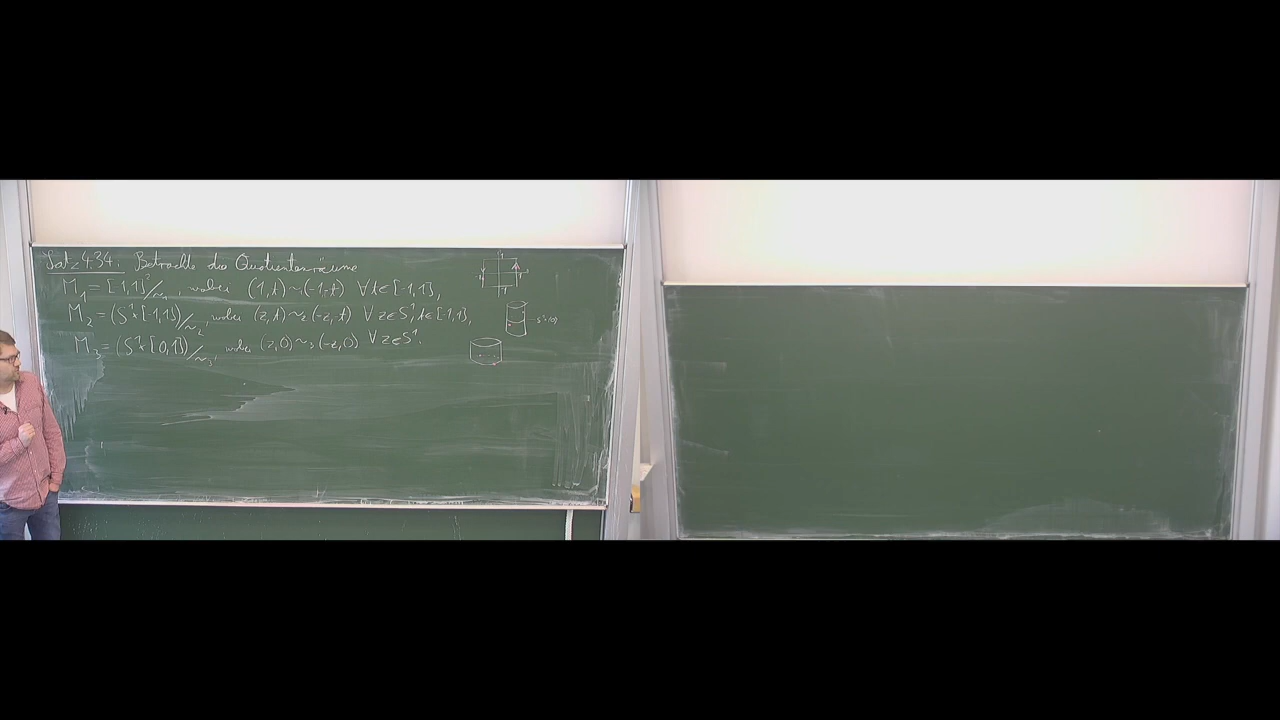 Satz 4.34. Betrachte die Quotientenräume
M₁ = [-1,1]²/∼₁, wobei (1,t) ∼₁ (-1,-t) ∀ t∈[-1,1],
M₂ = (S¹×[-1,1])/∼₂, wobei (z,t) ∼₂ (-z,-t) ∀ z∈S¹, t∈[-1,1],
M₃ = (S¹×[0,1])/∼₃, wobei (z,0) ∼₃ (-z,0) ∀ z∈S¹.